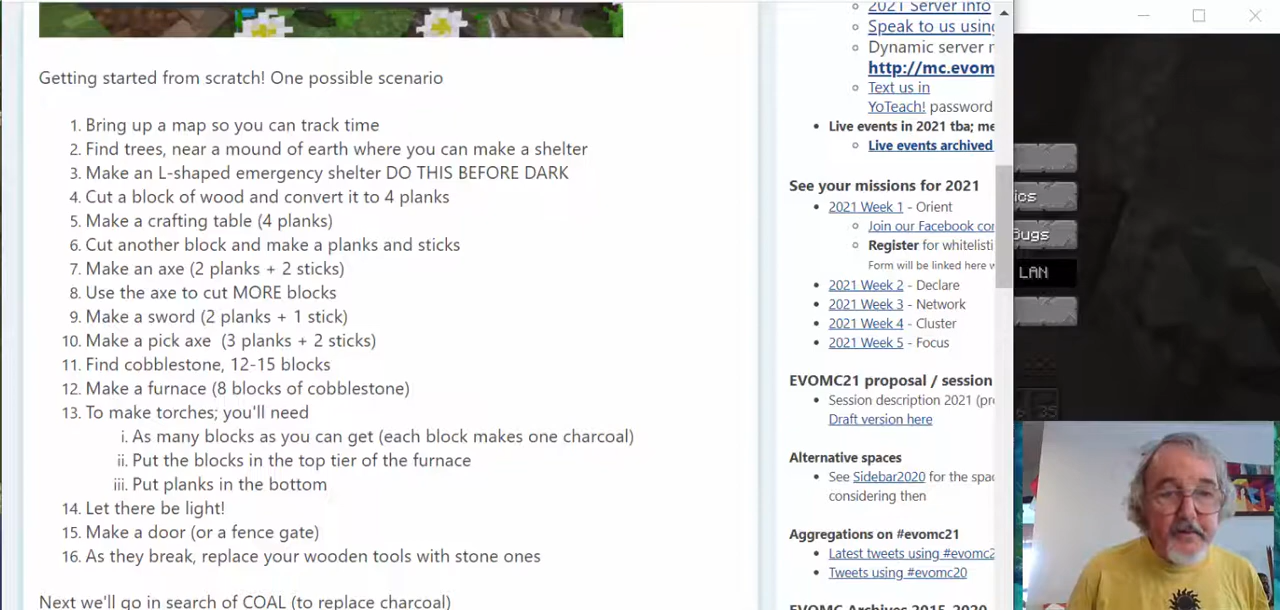 Getting started from scratch! One possible scenario
1. Bring up a map so you can track time
2. Find trees, near a mound of earth where you can make a shelter
3. Make an L-shaped emergency shelter DO THIS BEFORE DARK
4. Cut a block of wood and convert it to 4 planks
5. Make a crafting table (4 planks)
6. Cut another block and make a planks and sticks
7. Make an axe (2 planks + 2 sticks)
8. Use the axe to cut MORE blocks
9. Make a sword (2 planks + 1 stick)
10. Make a pick axe  (3 planks + 2 sticks)
11. Find cobblestone, 12-15 blocks
12. Make a furnace (8 blocks of cobblestone)
13. To make torches; you'll need
i. As many blocks as you can get (each block makes one charcoal)
ii. Put the blocks in the top tier of the furnace
iii. Put planks in the bottom
14. Let there be light!
15. Make a door (or a fence gate)
16. As they break, replace your wooden tools with stone ones
Next we'll go in search of COAL (to replace charcoal)
2021 Server info
Speak to us using
Dynamic server
http://mc.evom
Text us in
YoTeach! password
Live events in 2021 tba; me
Live events archived
See your missions for 2021
2021 Week 1 - Orient
Join our Facebook
Register for whitelisti
Form will be linked here
2021 Week 2 - Declare
2021 Week 3 - Network
2021 Week 4 - Cluster
2021 Week 5 - Focus
EVOMC21 proposal / session
Session description 2021
Draft version here
Alternative spaces
See Sidebar2020 for the
considering then
Aggregations on #evomc21
Latest tweets using #evomc2
Tweets using #evomc20
EVOMC Archives 2015-2020
ics
Bugs
LAN
35